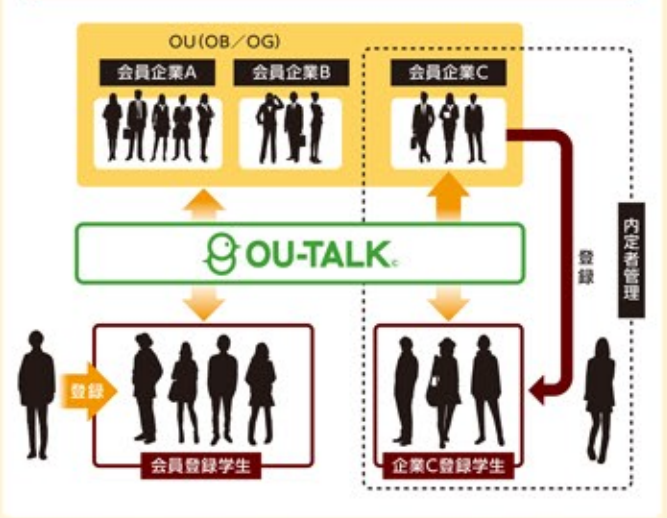 OU(OB／OG)
会員企業A
会員企業B
会員企業C
OU-TALK
内定者管理
登録
登録
会員登録学生
企業C登録学生